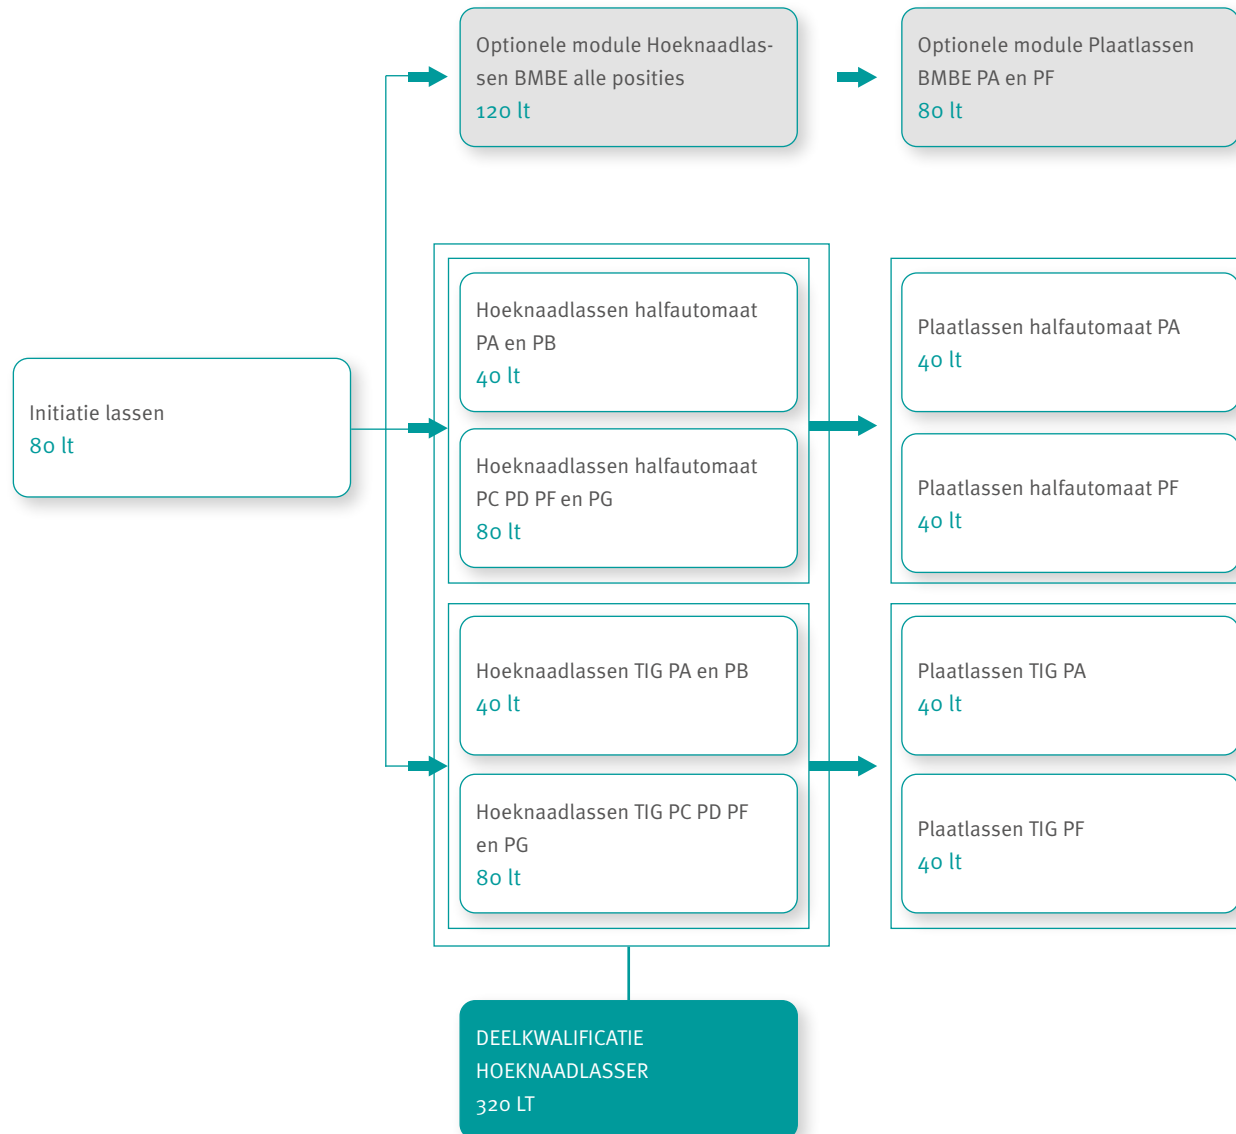 Optionele module Hoeknaadlas-
sen BMBE alle posities
120 lt
Optionele module Plaatlassen
BMBE PA en PF
80 lt
Initiatie lassen
80 lt
Hoeknaadlassen halfautomaat
PA en PB
40 lt
Hoeknaadlassen halfautomaat
PC PD PF en PG
80 lt
Plaatlassen halfautomaat PA
40 lt
Plaatlassen halfautomaat PF
40 lt
Hoeknaadlassen TIG PA en PB
40 lt
Hoeknaadlassen TIG PC PD PF
en PG
80 lt
Plaatlassen TIG PA
40 lt
Plaatlassen TIG PF
40 lt
DEELKWALIFICATIE
HOEKNAADLASSER
320 LT